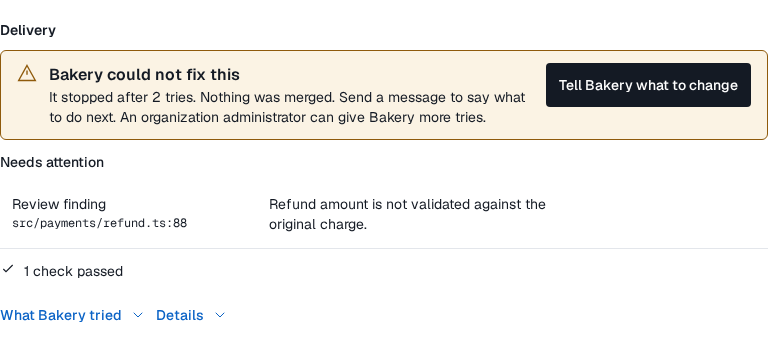 Delivery
Bakery could not fix this
It stopped after 2 tries. Nothing was merged. Send a message to say what
to do next. An organization administrator can give Bakery more tries.
Tell Bakery what to change
Needs attention
Review finding
src/payments/refund.ts:88
Refund amount is not validated against the
original charge.
1 check passed
What Bakery tried
Details